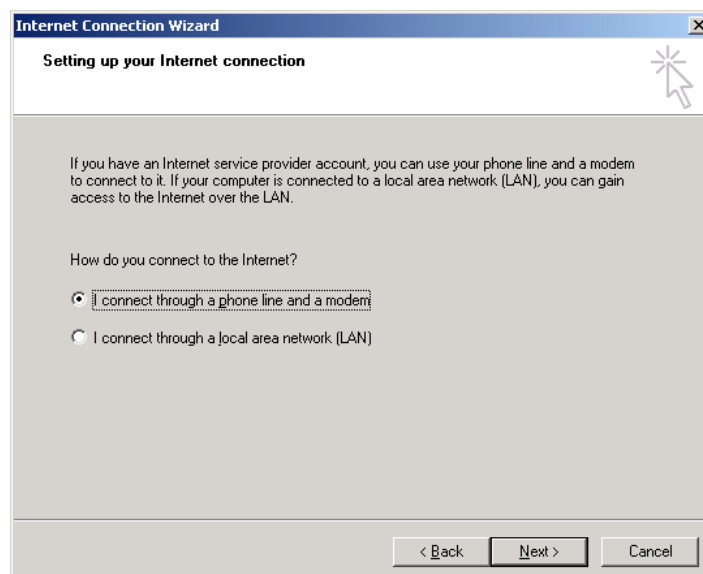 Internet Connection Wizard
Setting up your Internet connection
If you have an Internet service provider account, you can use your phone line and a modem
to connect to it. If your computer is connected to a local area network (LAN), you can gain
access to the Internet over the LAN.
How do you connect to the Internet?
I connect through a phone line and a modem
I connect through a local area network (LAN)
< Back Next > Cancel